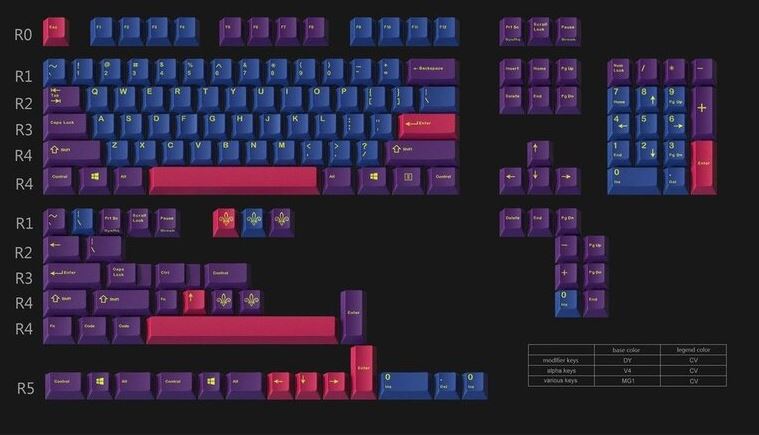 R0 Esc F1 F2 F3 F4 F5 F6 F7 F8 F9 F10 F11 F12 Prt Sc SysRq Scroll Lock Pause
R1 ~ ! 1 @ 2 # 3 $ 4 % 5 ^ 6 & 7 * 8 ( 9 ) 0 _ - + = ← Backspace Insert Home Pg Up Num Lock / * −
R2 Tab Q W E R T Y U I O P { [ } ] | \ Delete End Pg Dn 7 Home 8 ↑ 9 Pg Up +
R3 Caps Lock A S D F G H J K L : ; " ' ← Enter 4 ← 5 6 →
R4 ⇧ Shift Z X C V B N M < , > . ? / ⇧ Shift ↑ 1 End 2 ↓ 3 Pg Dn Enter
R4 Control Alt Alt Control ← ↓ → 0 Ins . Del
R1 ~ | \ Prt Sc SysRq Scroll Lock Pause Delete End Pg Dn
R2 ← | \ − Pg Up
R3 ← Enter Caps Lock Ctrl Control + Pg Dn
R4 ⇧ Shift ⇧ Shift Fn ↑ Enter 0 Ins End
R4 Fn Code Code
R5 Control Alt Control Alt ← ↓ → Enter 0 Ins . Del 0 Ins
base color legend color
modifier keys DY CV
alpha keys V4 CV
various keys MG1 CV